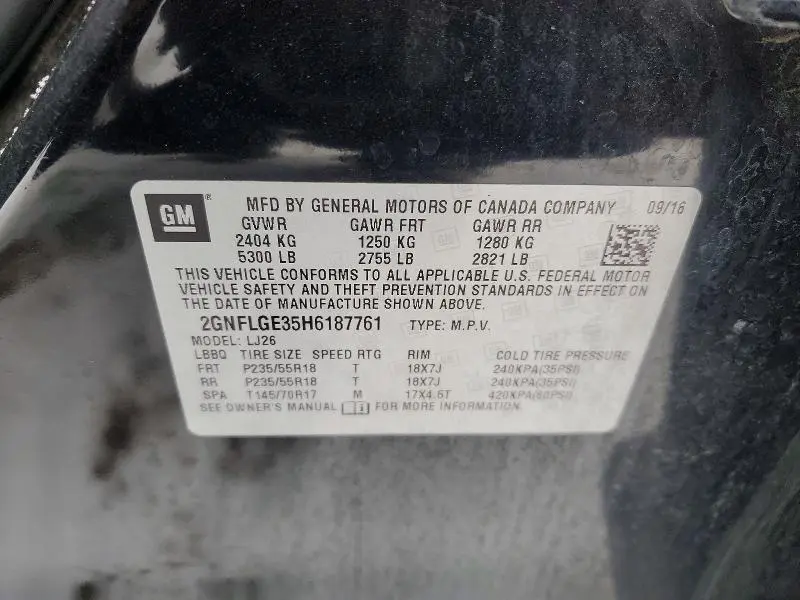 GM ®
MFD BY GENERAL MOTORS OF CANADA COMPANY 09/16
GVWR GAWR FRT GAWR RR
2404 KG 1250 KG 1280 KG
5300 LB 2755 LB 2821 LB
THIS VEHICLE CONFORMS TO ALL APPLICABLE U.S. FEDERAL MOTOR
VEHICLE SAFETY AND THEFT PREVENTION STANDARDS IN EFFECT ON
THE DATE OF MANUFACTURE SHOWN ABOVE.
2GNFLGE35H6187761 TYPE: M.P.V.
MODEL: LJ26
LBBQ TIRE SIZE SPEED RTG RIM COLD TIRE PRESSURE
FRT P235/55R18 T 18X7J 240KPA(35PSI)
RR P235/55R18 T 18X7J 240KPA(35PSI)
SPA T145/70R17 M 17X4.5T 420KPA(60PSI)
SEE OWNER'S MANUAL FOR MORE INFORMATION.